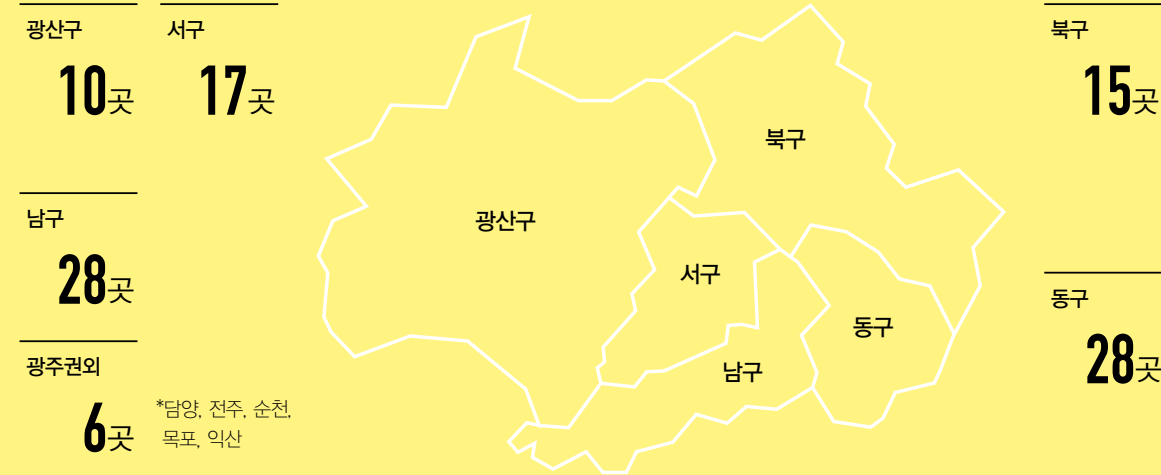 광산구
10곳
서구
17곳
남구
28곳
광주권외
6곳
*담양, 전주, 순천,
목포, 익산
북구
광산구
서구
동구
남구
북구
15곳
동구
28곳